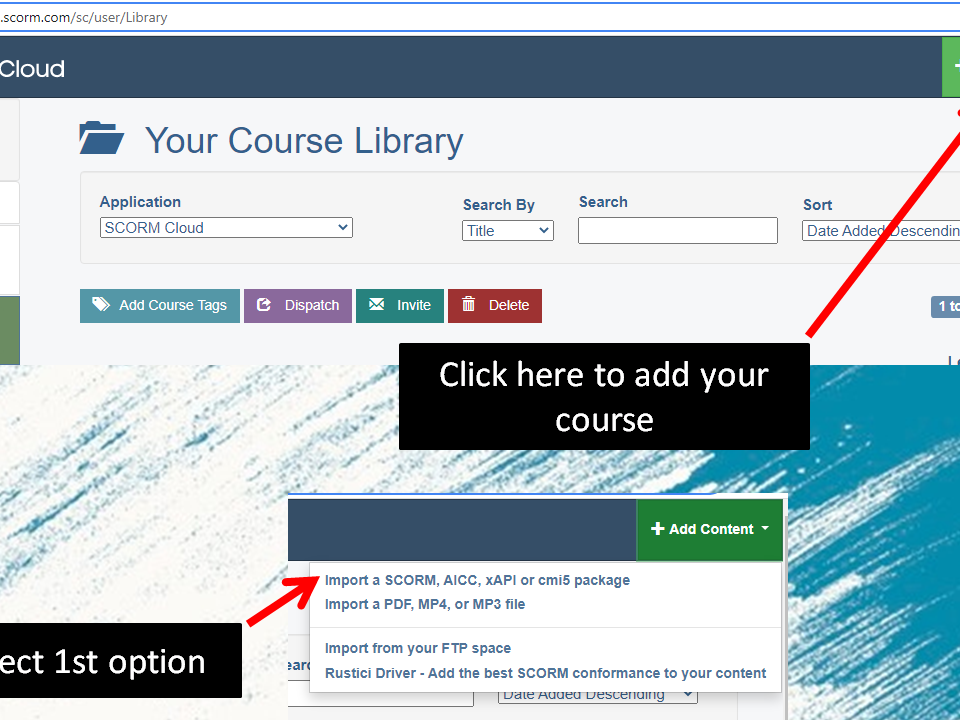 .scorm.com/sc/user/Library
Cloud
Your Course Library
Application
Search By
Search
Sort
SCORM Cloud
Title
Date Added Descendin
Add Course Tags
Dispatch
Invite
Delete
1 to
Click here to add your
course
+ Add Content
Import a SCORM, AICC, xAPI or cmi5 package
Import a PDF, MP4, or MP3 file
ect 1st option
Import from your FTP space
Rustici Driver - Add the best SCORM conformance to your content
Date Added Descending